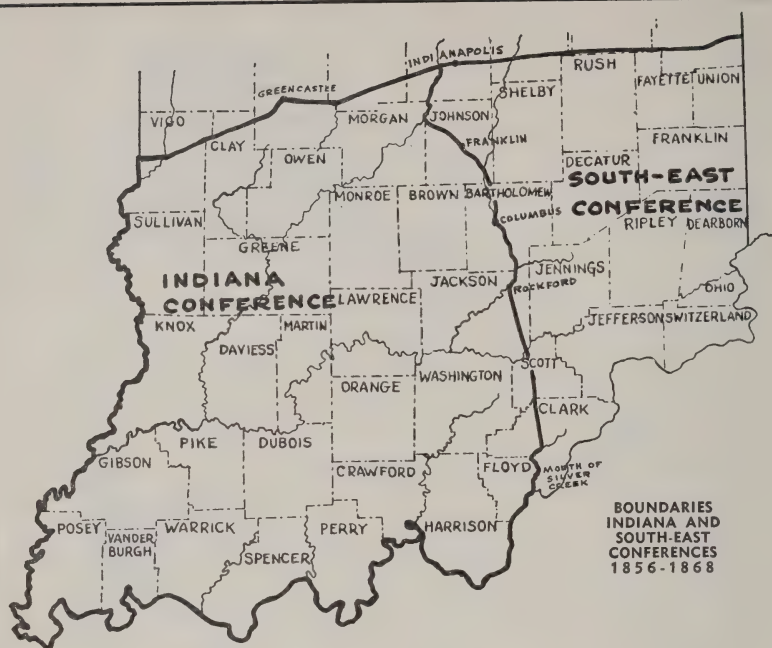 INDIANAPOLIS
RUSH
GREENCASTLE
SHELBY
FAYETTE
UNION
VIGO
MORGAN
JOHNSON
CLAY
FRANKLIN
FRANKLIN
OWEN
DECATUR
SOUTH-EAST
CONFERENCE
MONROE
BROWN
BARTHOLOMEW
COLUMBUS
SULLIVAN
RIPLEY
DEARBORN
GREENE
INDIANA
CONFERENCE
JACKSON
JENNINGS
ROCKFORD
OHIO
LAWRENCE
KNOX
MARTIN
JEFFERSON
SWITZERLAND
DAVIESS
SCOTT
ORANGE
WASHINGTON
CLARK
PIKE
DUBOIS
GIBSON
CRAWFORD
FLOYD
MOUTH OF
SILVER
CREEK
POSEY
VANDER
BURGH
WARRICK
PERRY
HARRISON
SPENCER
BOUNDARIES
INDIANA AND
SOUTH-EAST
CONFERENCES
1856-1868